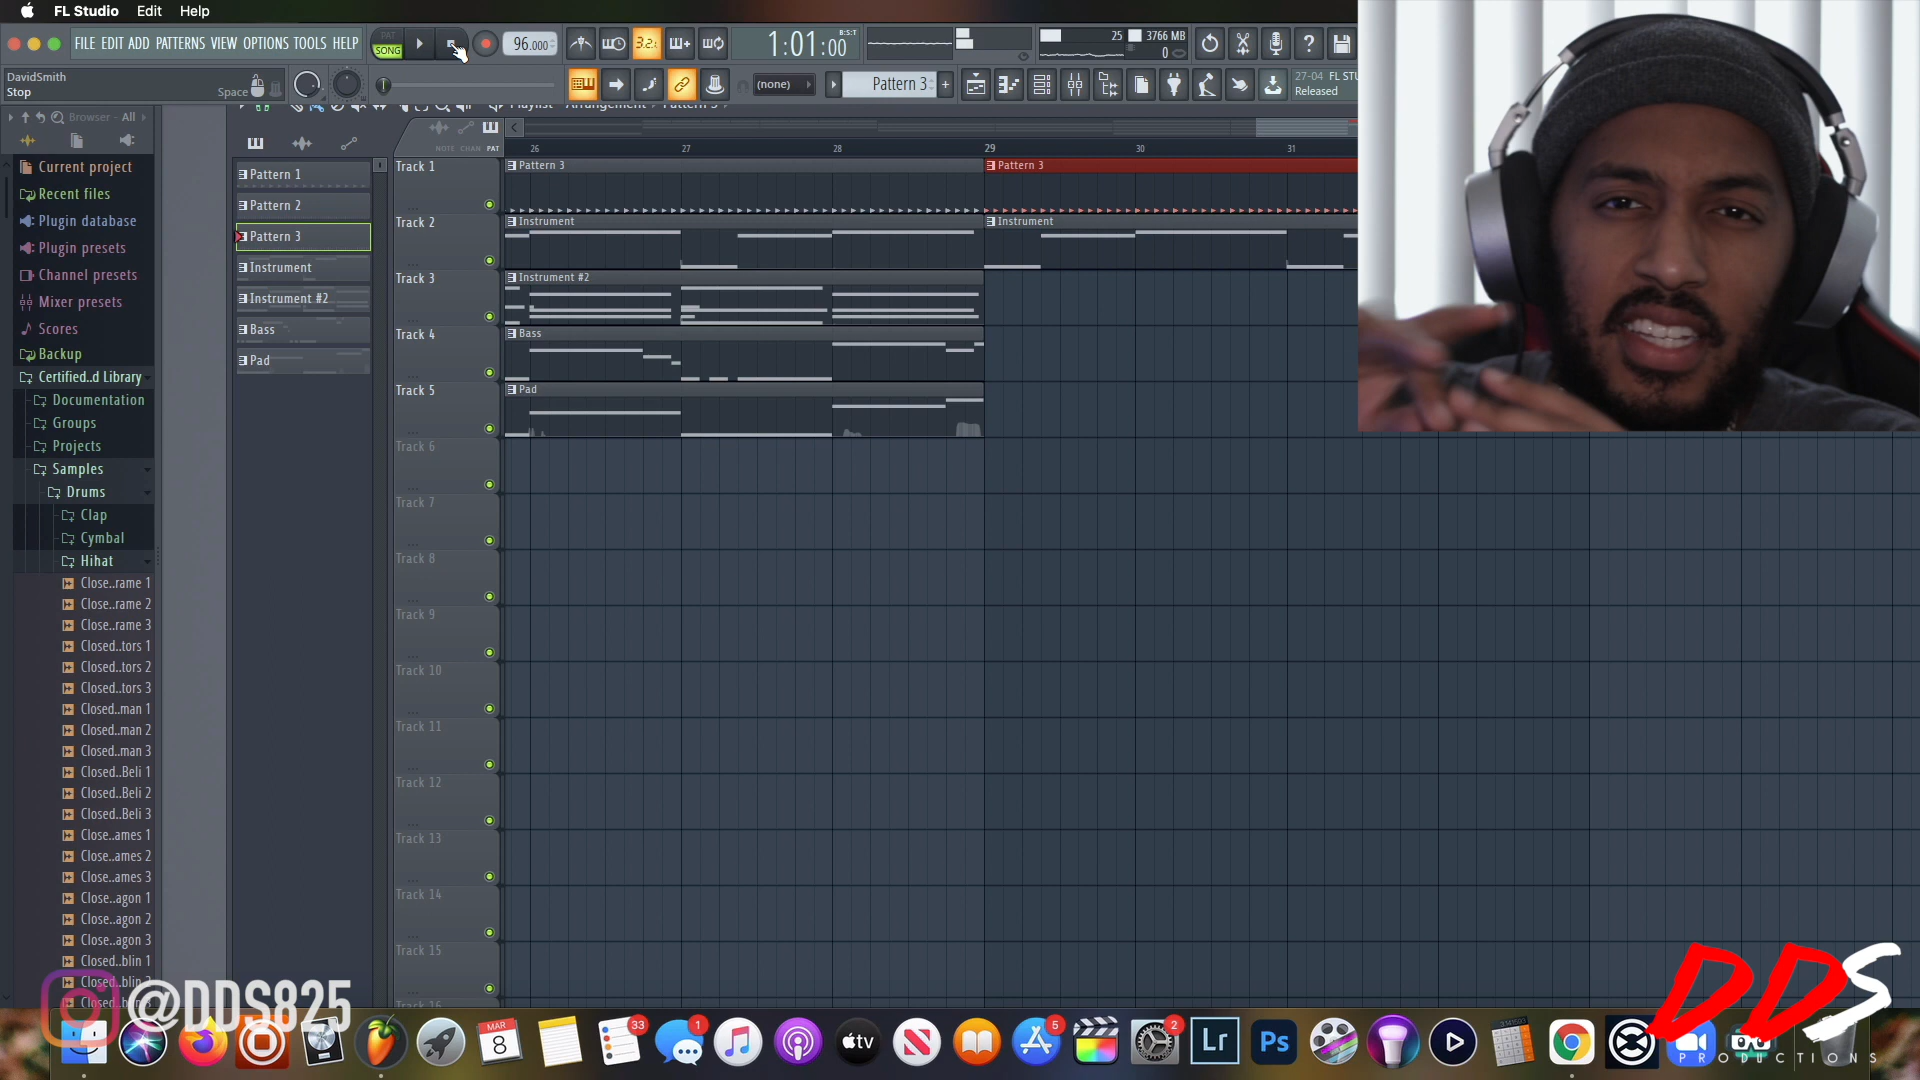 FL Studio Edit Help
FILE EDIT ADD PATTERNS VIEW OPTIONS TOOLS HELP
PAT
SONG
96.000
3.2.
1:01:00
B:S:T
25
3766 MB
0
DavidSmith
Stop
Space
(none)
Pattern 3
27-04 FL STU
Released
Browser - All
Current project
Recent files
Plugin database
Plugin presets
Channel presets
Mixer presets
Scores
Backup
Certified..d Library
Documentation
Groups
Projects
Samples
Drums
Clap
Cymbal
Hihat
Close..rame 1
Close..rame 2
Close..rame 3
Closed..tors 1
Closed..tors 2
Closed..tors 3
Closed..man 1
Closed..man 2
Closed..man 3
Closed..Beli 1
Closed..Beli 2
Closed..Beli 3
Close..ames 1
Close..ames 2
Close..ames 3
Close..agon 1
Close..agon 2
Close..agon 3
Closed..blin 1
Pattern 1
Pattern 2
Pattern 3
Instrument
Instrument #2
Bass
Pad
NOTE CHAN PAT
26 27 28 29 30 31
Track 1
Pattern 3 Pattern 3
Track 2
Instrument Instrument
Track 3
Instrument #2
Track 4
Bass
Track 5
Pad
Track 6
Track 7
Track 8
Track 9
Track 10
Track 11
Track 12
Track 13
Track 14
Track 15
Track 16
@DDS825
DDS
PRODUCTIONS
MAR
8
33
1
tv
5
2
Lr
Ps